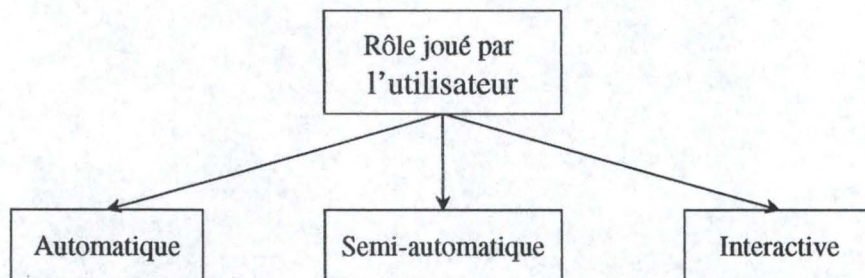 Rôle joué par
l'utilisateur
Automatique
Semi-automatique
Interactive